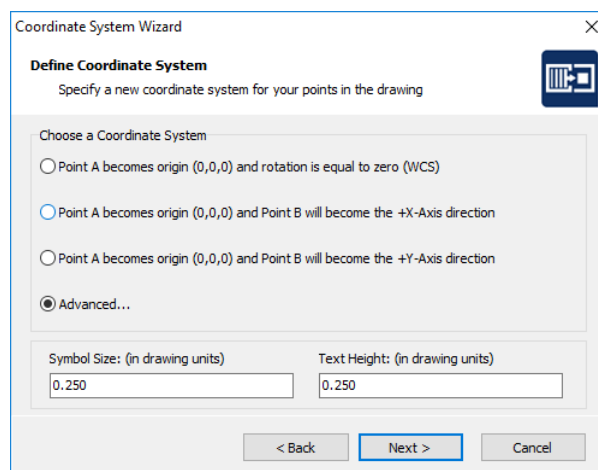 Coordinate System Wizard
Define Coordinate System
Specify a new coordinate system for your points in the drawing
Choose a Coordinate System
Point A becomes origin (0,0,0) and rotation is equal to zero (WCS)
Point A becomes origin (0,0,0) and Point B will become the +X-Axis direction
Point A becomes origin (0,0,0) and Point B will become the +Y-Axis direction
Advanced...
Symbol Size: (in drawing units) Text Height: (in drawing units)
0.250 0.250
< Back Next > Cancel